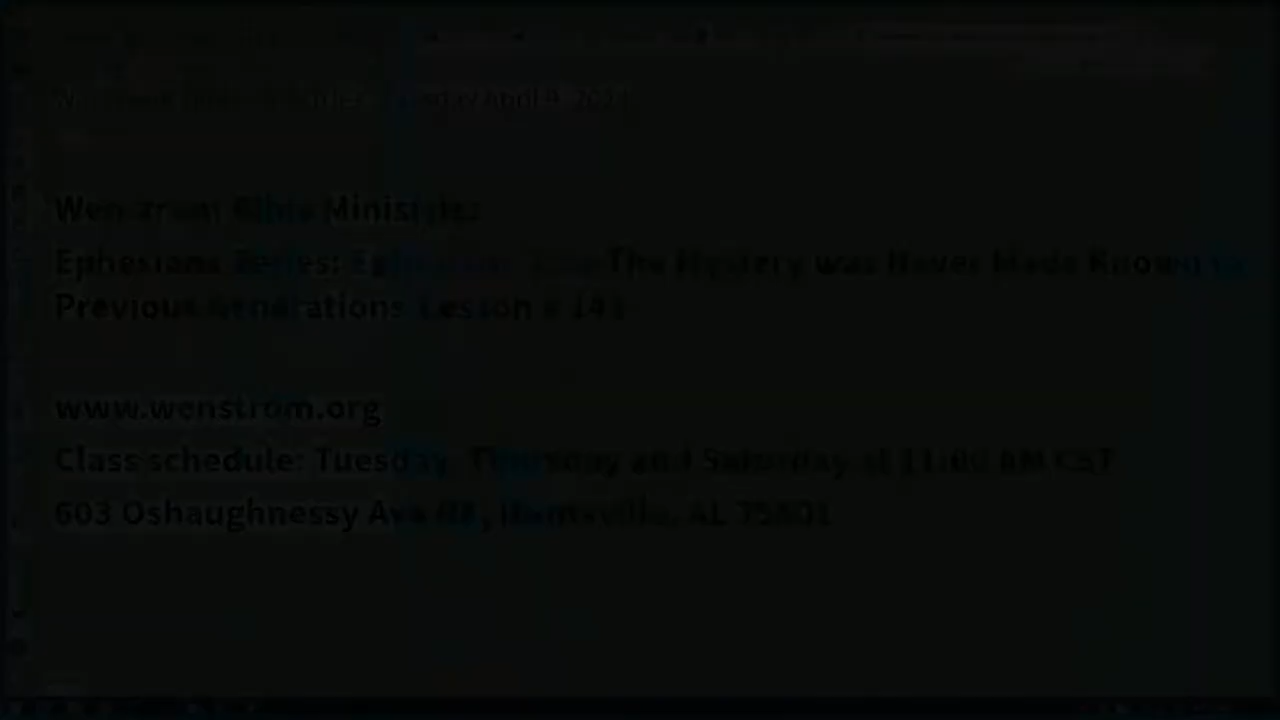 Wenstrom Bible Ministries
Ephesians Series: The Mystery was Never Made Known to
Previous Generations Lesson #
www.wenstrom.org
Class schedule: Tuesday, Thursday and Saturday at 11:00 AM CST
603 Oshaughnessy Ave NE, Huntsville, AL 35801